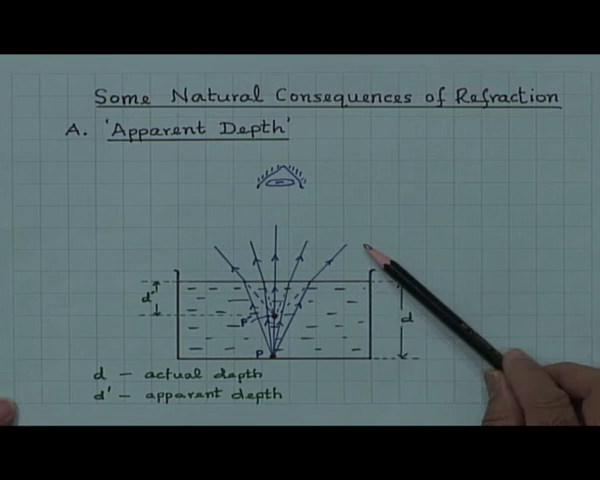 Some Natural Consequences of Refraction
A. 'Apparent Depth'
d'
P'
d
P
d - actual depth
d' - apparent depth